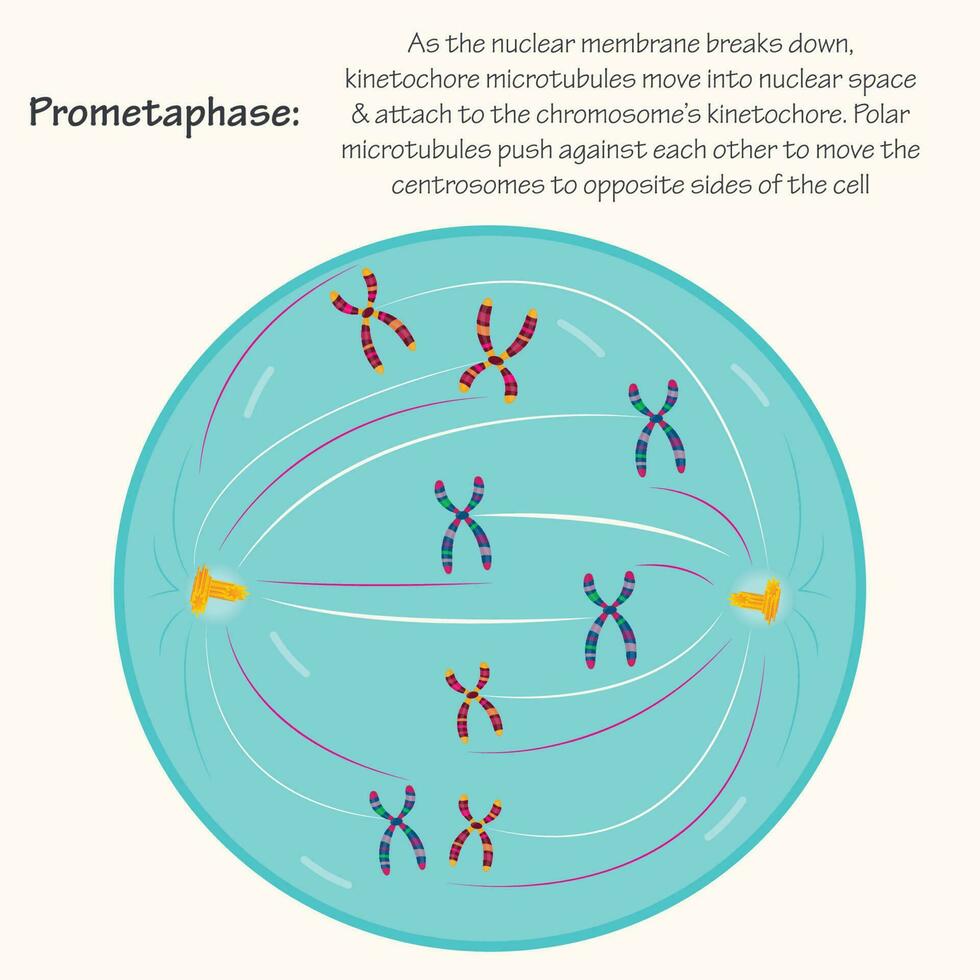 Prometaphase:
As the nuclear membrane breaks down,
kinetochore microtubules move into nuclear space
& attach to the chromosome’s kinetochore. Polar
microtubules push against each other to move the
centrosomes to opposite sides of the cell